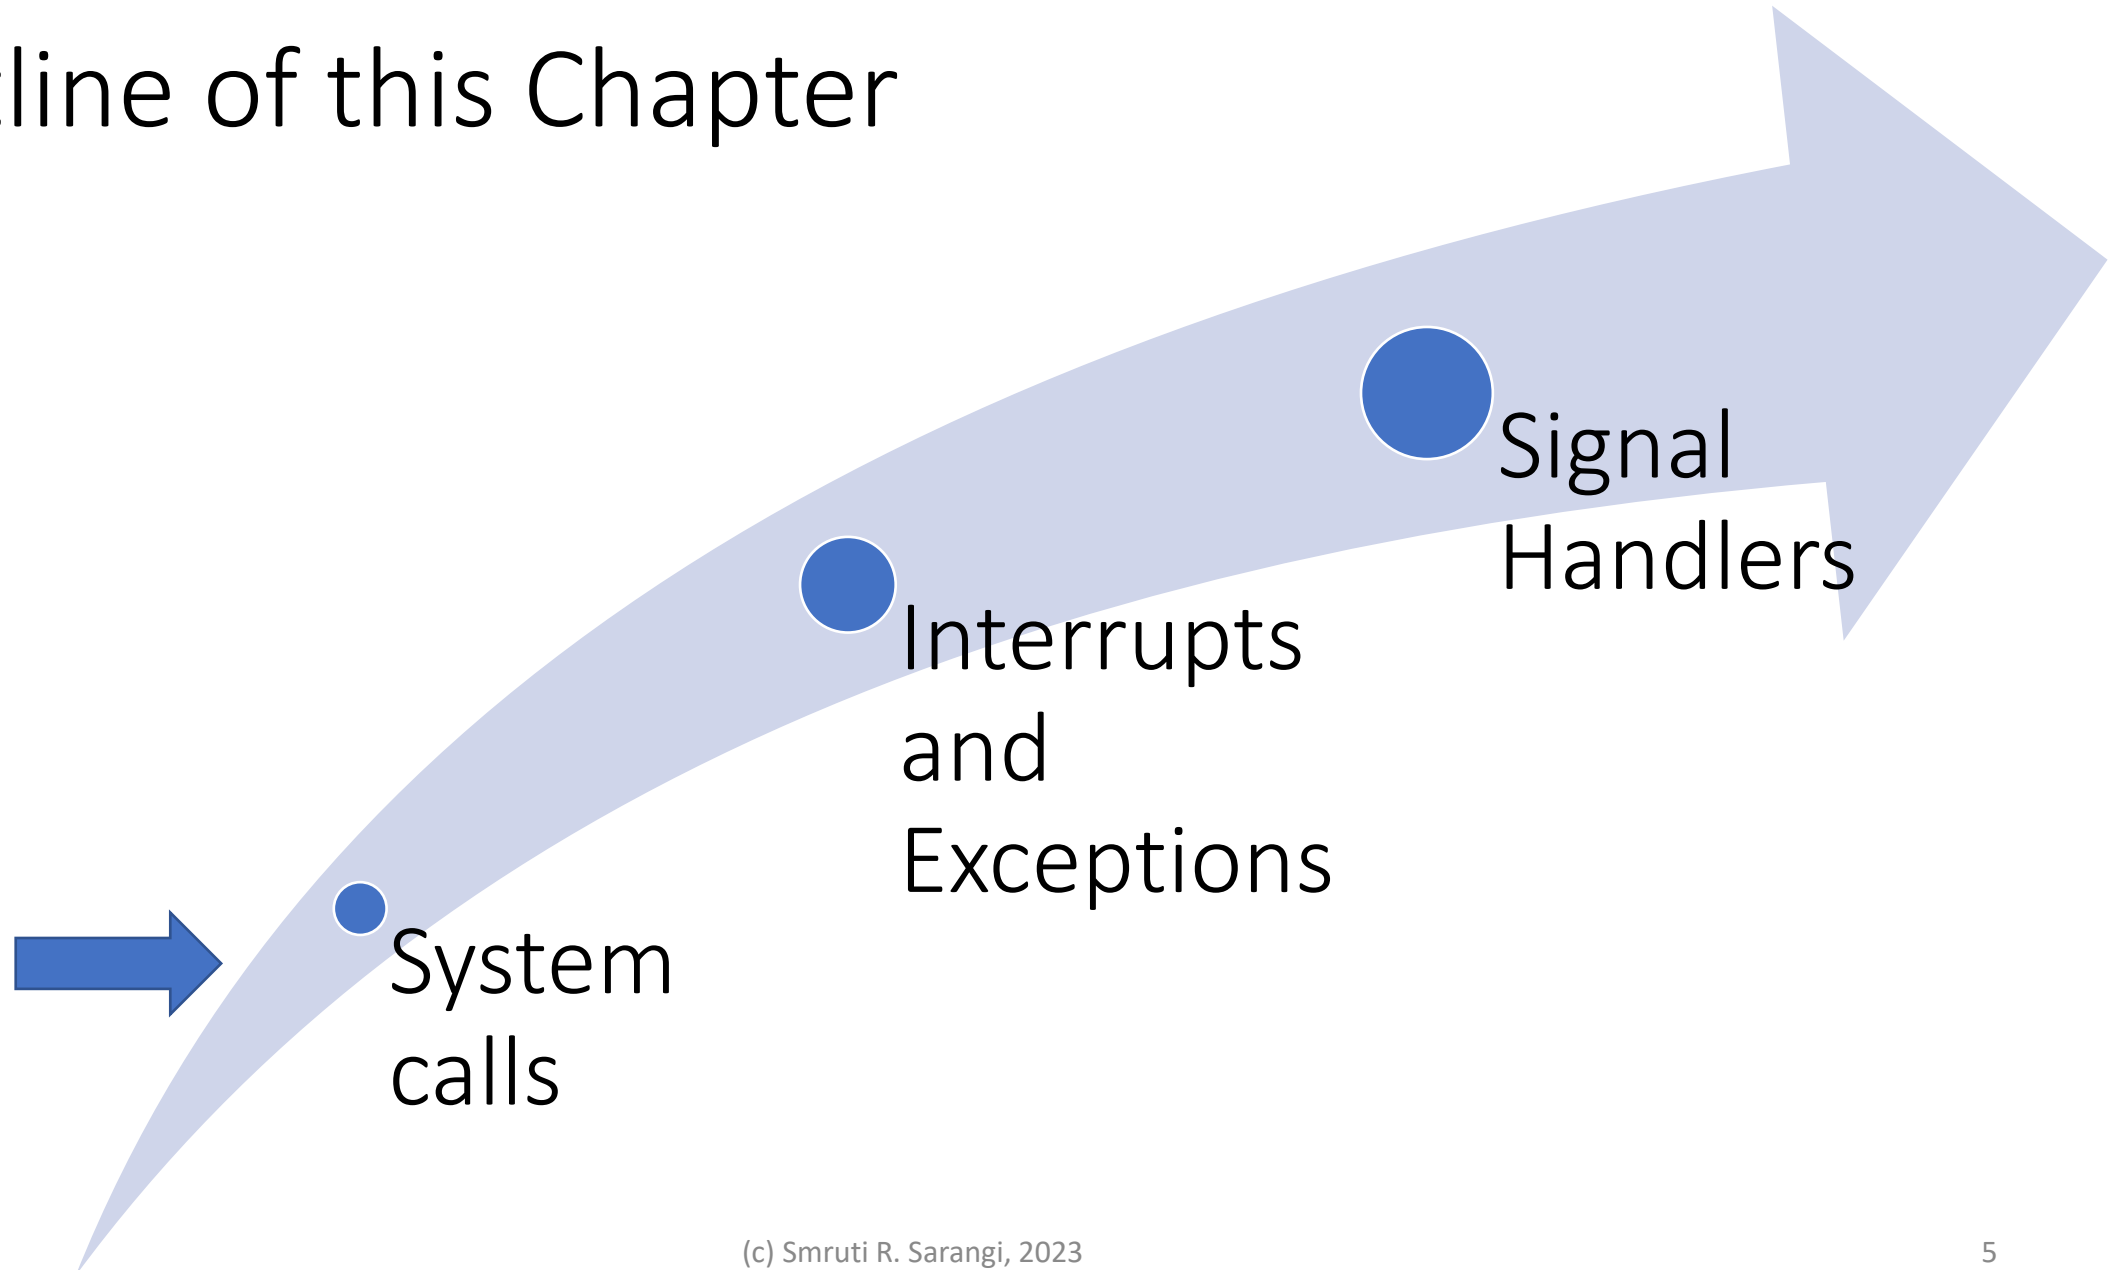 line of this Chapter
Signal
Handlers
Interrupts
and
Exceptions
System
calls
(c) Smruti R. Sarangi, 2023
5